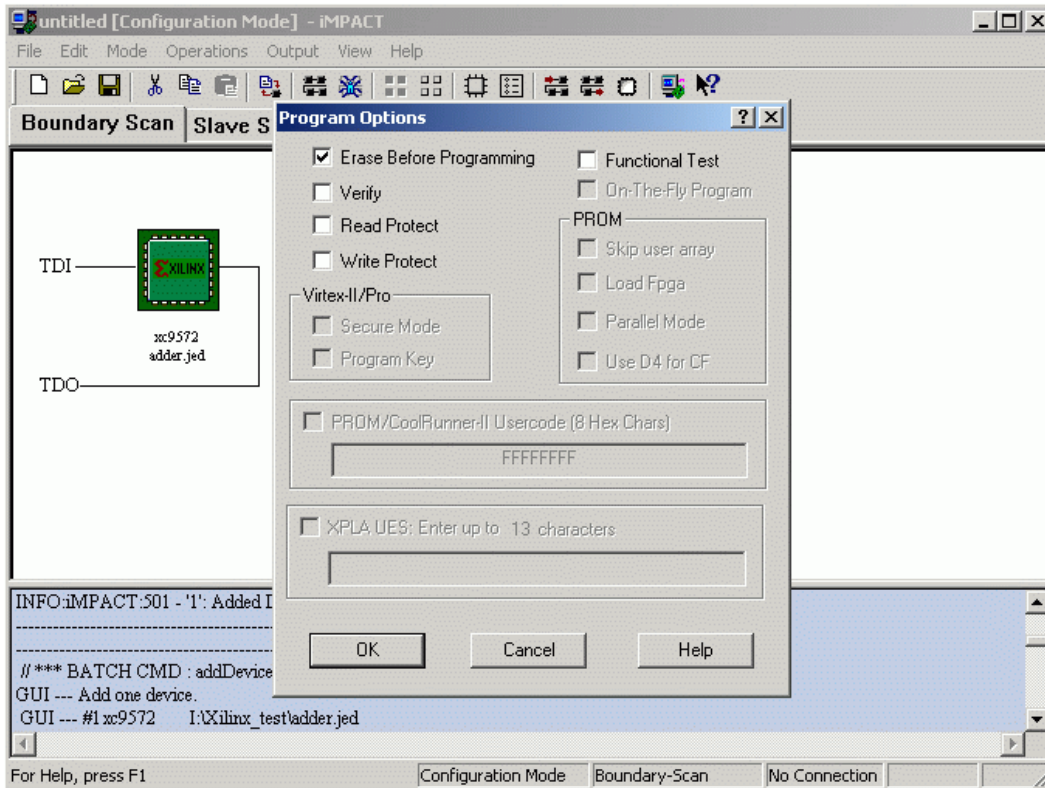 untitled [Configuration Mode] - iMPACT
File Edit Mode Operations Output View Help
Boundary Scan Slave S
Program Options
Erase Before Programming
Functional Test
Verify
On-The-Fly Program
Read Protect
PROM
Write Protect
Skip user array
Load Fpga
Virtex-II/Pro
Secure Mode
Parallel Mode
Program Key
Use D4 for CF
PROM/CoolRunner-II Usercode (8 Hex Chars)
FFFFFFFF
XPLA UES: Enter up to 13 characters
OK Cancel Help
TDI
XILINX
xc9572
adder.jed
TDO
INFO:iMPACT:501 - '1': Added D
----------------------------------------------------------------------
----------------------------------------------------------------------
// *** BATCH CMD : addDevice
GUI --- Add one device.
GUI --- #1 xc9572 I:\Xilinx_test\adder.jed
For Help, press F1
Configuration Mode Boundary-Scan No Connection